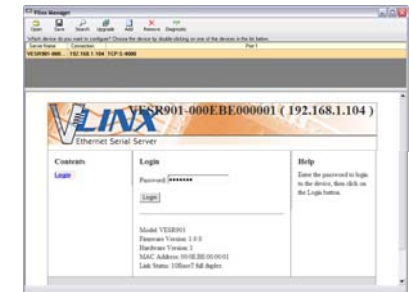 Vlinx Manager
Open Save Search Upgrade Add Remove Diagnostic
Which device do you want to configure? Choose the device by double clicking on one of the devices in the list below.
Server Name Connection Port 1
VESR901-000... 192.168.1.104 TCP:S:4000
VLINX
Ethernet Serial Server
VESR901-000EBE000001 ( 192.168.1.104 )
Contents
Login
Login
Password:
Login
Model: VESR901
Firmware Version: 1.0.0
Hardware Version: 1
MAC Address: 00:0E:BE:00:00:01
Link Status: 10BaseT full duplex
Help
Enter the password to login
to the device, then click on
the Login button.